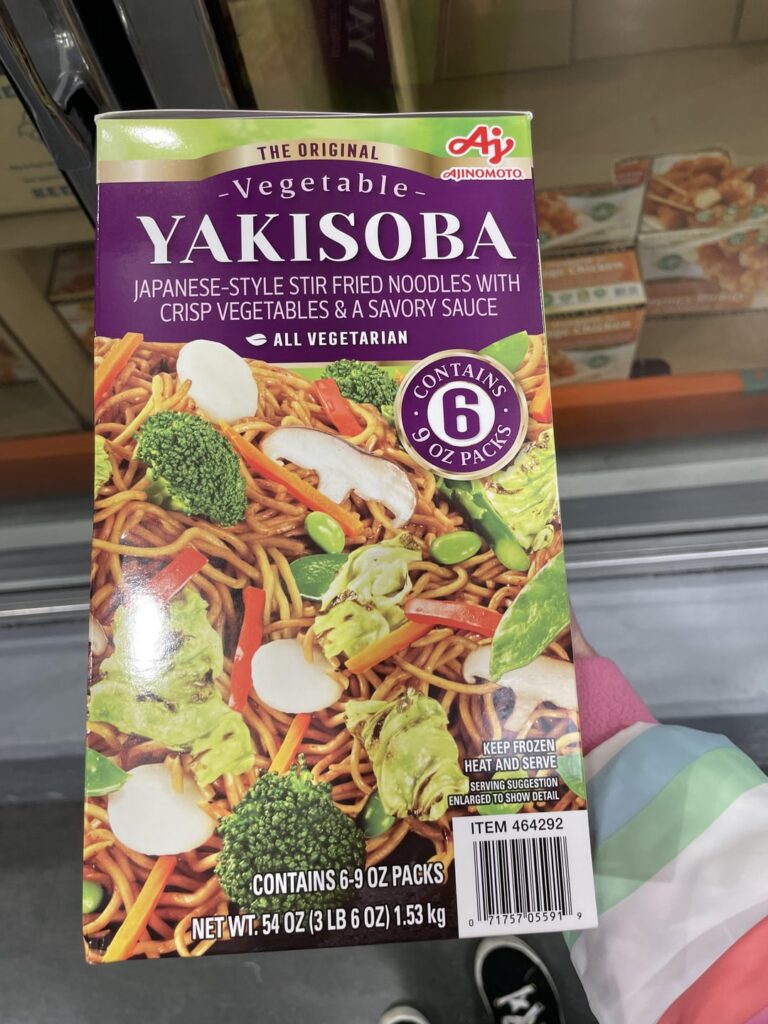 THE ORIGINAL
Aj
AJINOMOTO.
-Vegetable-
YAKISOBA
JAPANESE-STYLE STIR FRIED NOODLES WITH
CRISP VEGETABLES & A SAVORY SAUCE
ALL VEGETARIAN
CONTAINS
6
9 OZ PACKS
KEEP FROZEN
HEAT AND SERVE
SERVING SUGGESTION
ENLARGED TO SHOW DETAIL
ITEM 464292
0 71757 05591 9
CONTAINS 6-9 OZ PACKS
NET WT. 54 OZ (3 LB 6 OZ) 1.53 kg